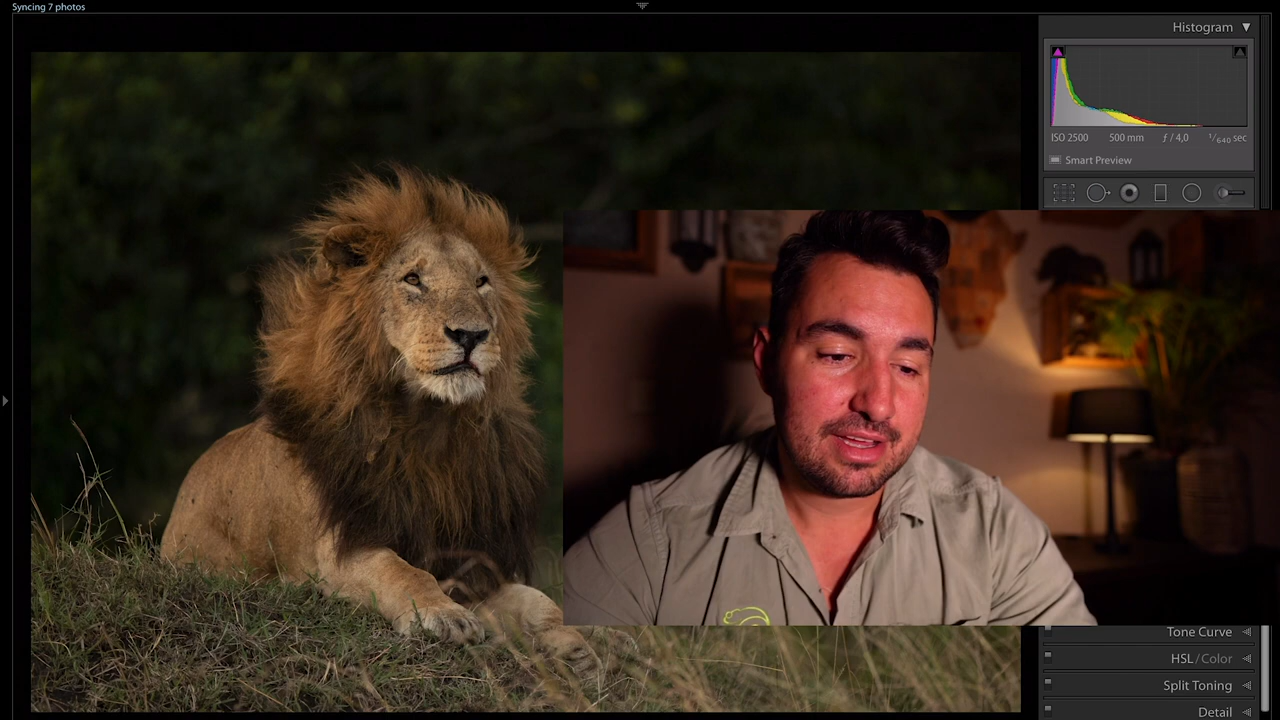 Syncing 7 photos
Histogram
ISO 2500 500 mm ƒ / 4,0 1/640 sec
Smart Preview
Tone Curve
HSL / Color
Split Toning
Detail